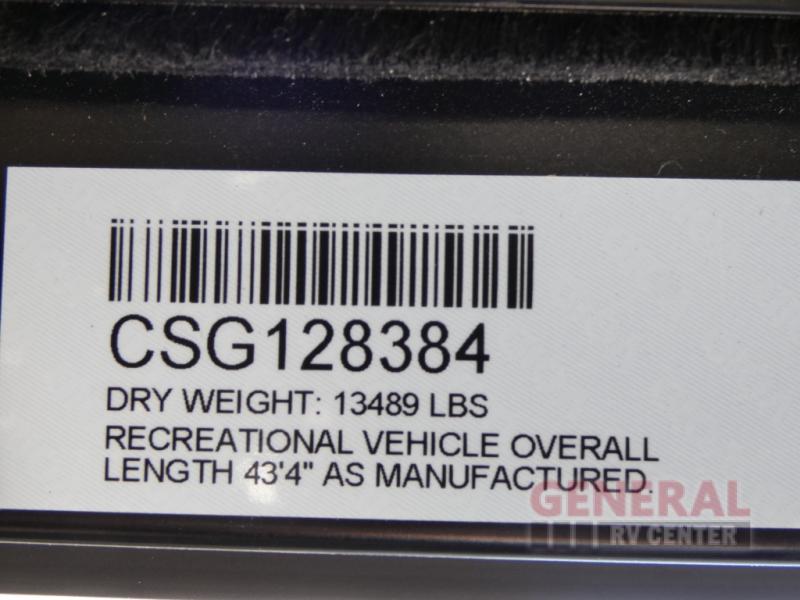 CSG128384
DRY WEIGHT: 13489 LBS
RECREATIONAL VEHICLE OVERALL
LENGTH 43'4" AS MANUFACTURED.
GENERAL
RV CENTER